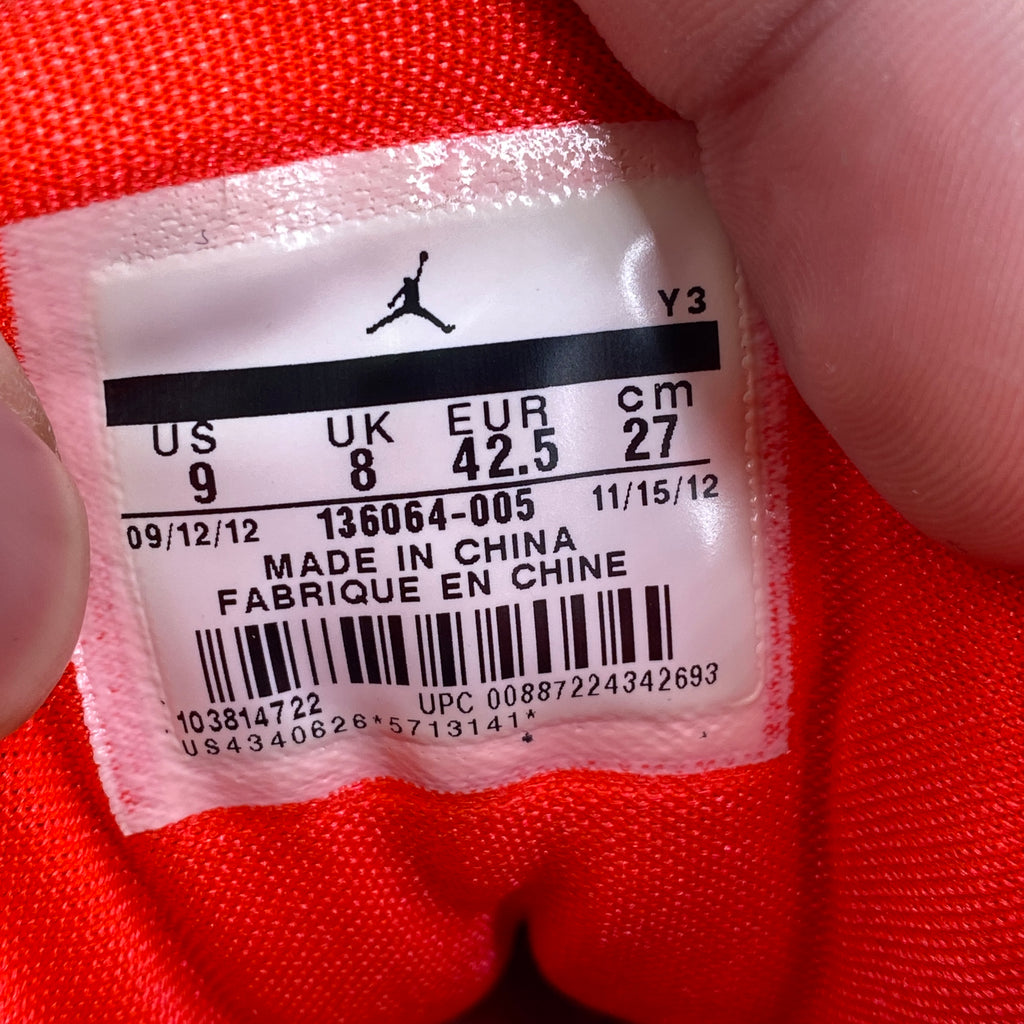 Y3
US UK EUR cm
9 8 42.5 27
09/12/12 136064-005 11/15/12
MADE IN CHINA
FABRIQUE EN CHINE
103814722 UPC 00887224342693
US4340626*5713141*